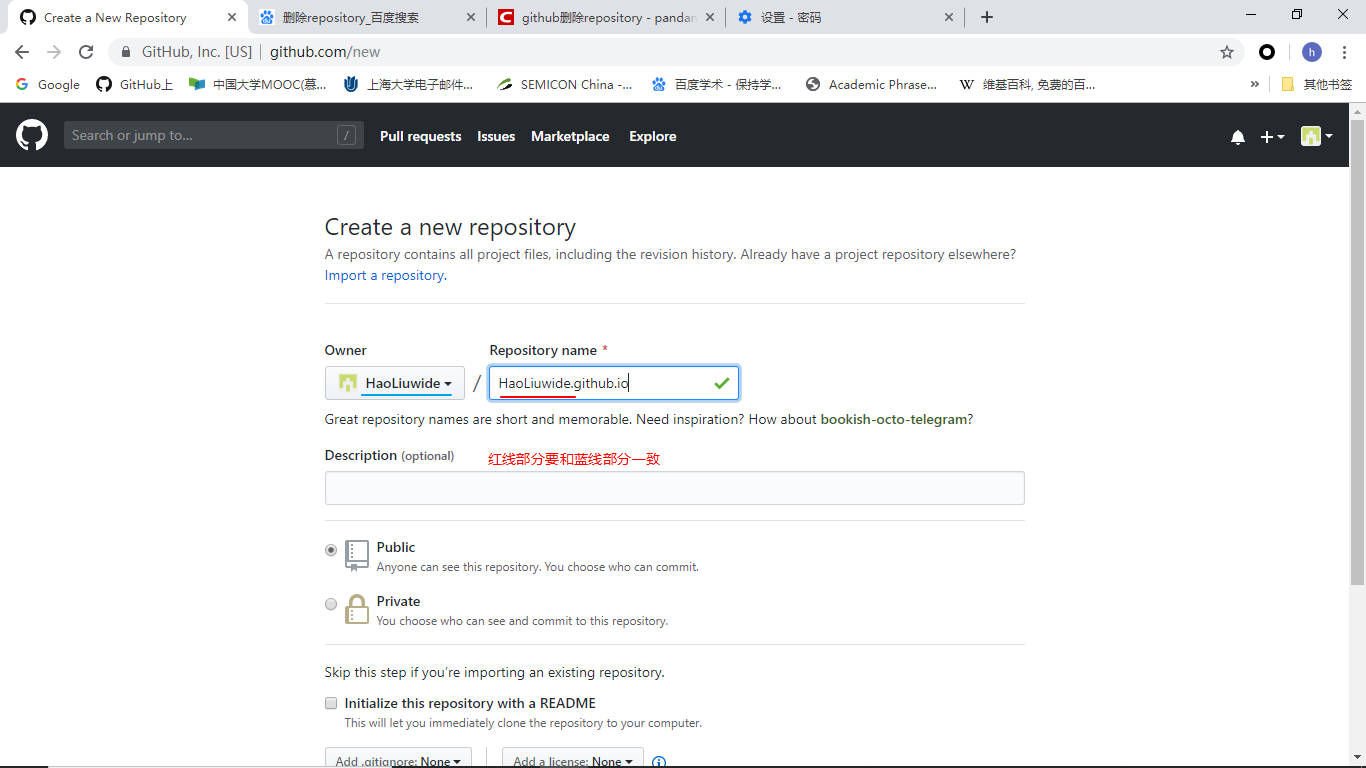 Create a New Repository
删除repository_百度搜索
github删除repository - pandan
设置 - 密码
GitHub, Inc. [US]
github.com/new
h
Google
GitHub上
中国大学MOOC(慕...
上海大学电子邮件...
SEMICON China -...
百度学术 - 保持学...
Academic Phrase...
维基百科, 免费的百...
»
其他书签
Search or jump to...
/
Pull requests
Issues
Marketplace
Explore
Create a new repository
A repository contains all project files, including the revision history. Already have a project repository elsewhere?
Import a repository.
Owner
Repository name *
HaoLiuwide
/
HaoLiuwide.github.io
Great repository names are short and memorable. Need inspiration? How about bookish-octo-telegram?
Description (optional)
红线部分要和蓝线部分一致
Public
Anyone can see this repository. You choose who can commit.
Private
You choose who can see and commit to this repository.
Skip this step if you’re importing an existing repository.
Initialize this repository with a README
This will let you immediately clone the repository to your computer.
Add .gitignore: None
Add a license: None